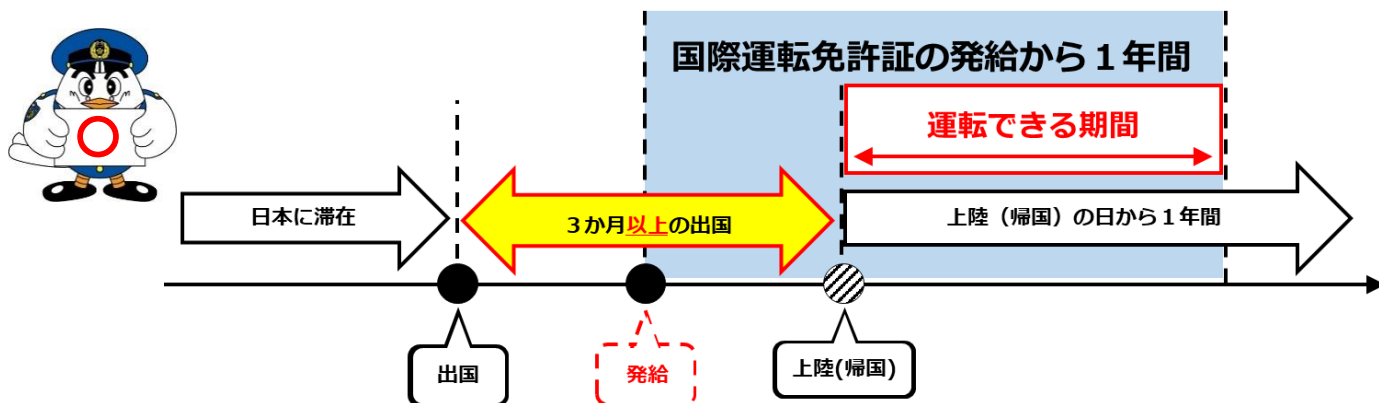 国際運転免許証の発給から１年間
運転できる期間
日本に滞在
３か月以上の出国
上陸（帰国）の日から１年間
出国
発給
上陸(帰国)